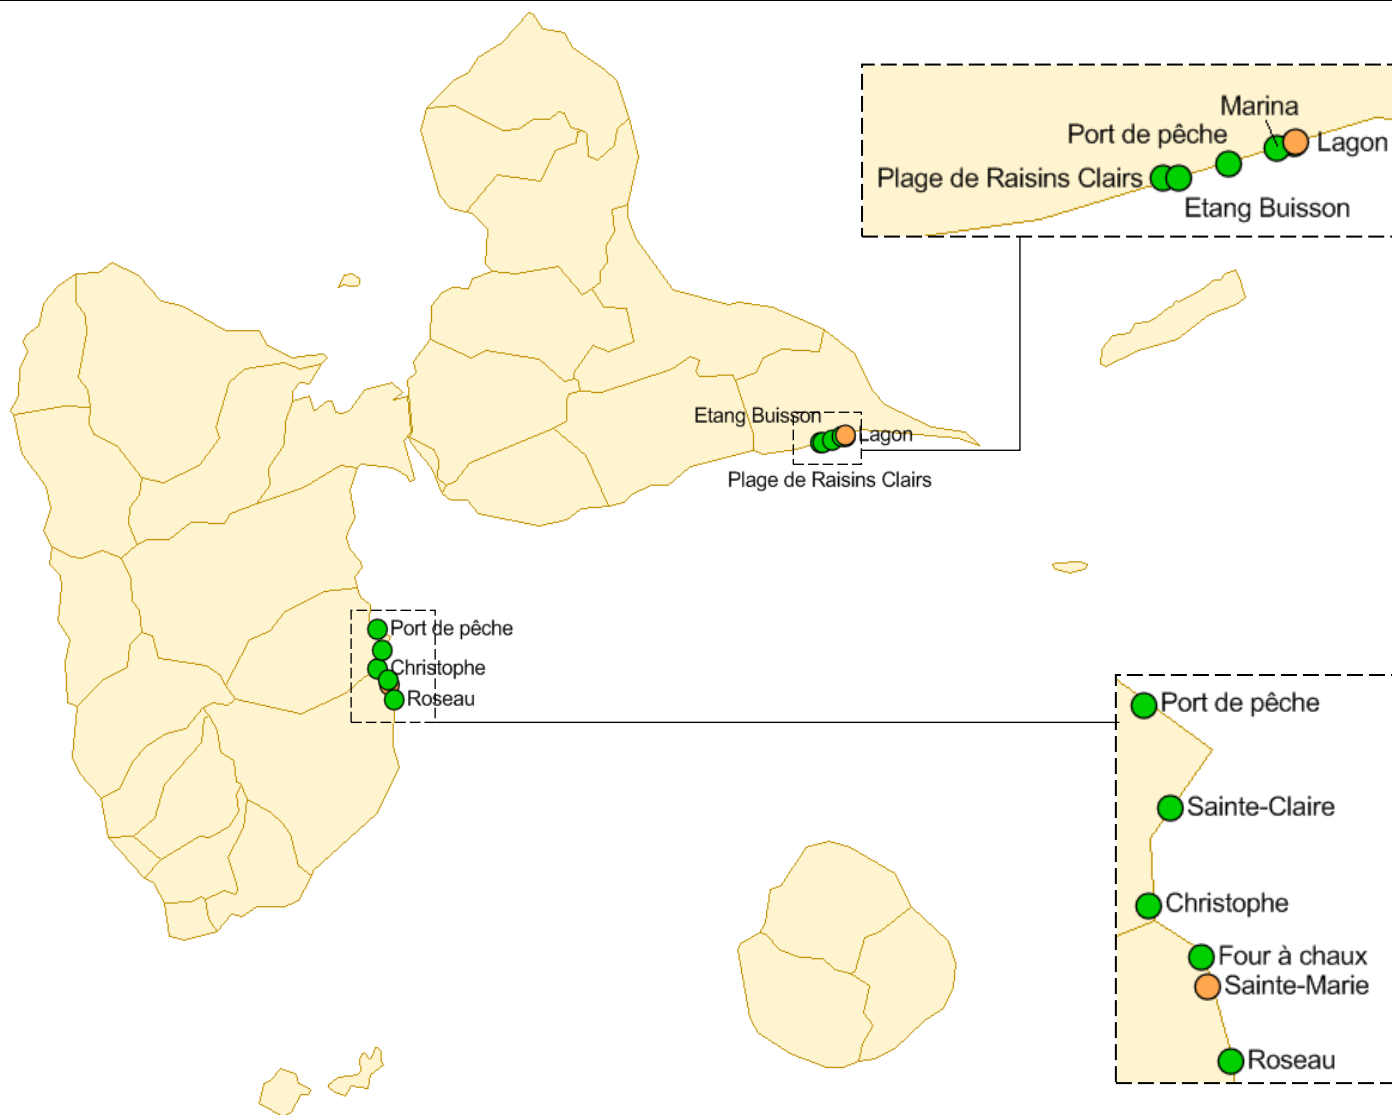 Marina
Port de pêche
Lagon
Plage de Raisins Clairs
Etang Buisson
Etang Buisson
Lagon
Plage de Raisins Clairs
Port de pêche
Christophe
Roseau
Port de pêche
Sainte-Claire
Christophe
Four à chaux
Sainte-Marie
Roseau